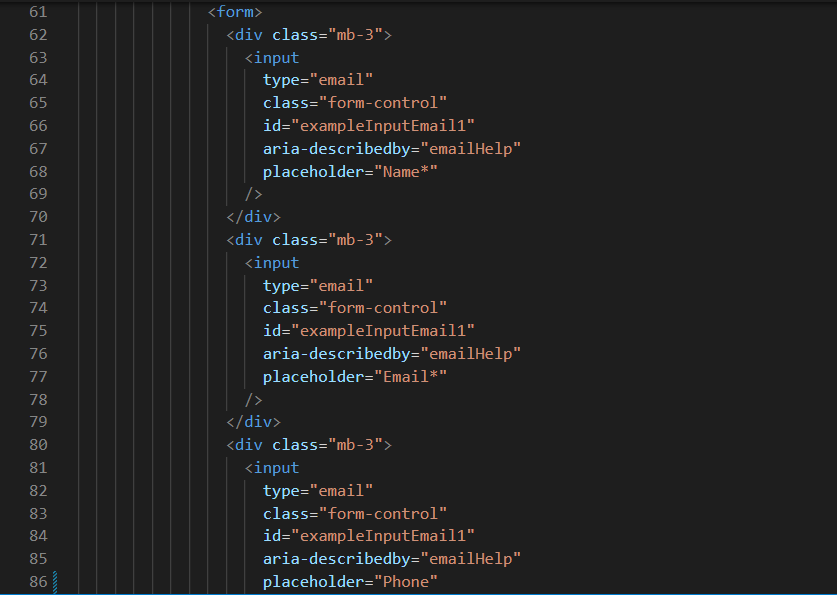 61 <form>
62 <div class="mb-3">
63 <input
64 type="email"
65 class="form-control"
66 id="exampleInputEmail1"
67 aria-describedby="emailHelp"
68 placeholder="Name*"
69 />
70 </div>
71 <div class="mb-3">
72 <input
73 type="email"
74 class="form-control"
75 id="exampleInputEmail1"
76 aria-describedby="emailHelp"
77 placeholder="Email*"
78 />
79 </div>
80 <div class="mb-3">
81 <input
82 type="email"
83 class="form-control"
84 id="exampleInputEmail1"
85 aria-describedby="emailHelp"
86 placeholder="Phone"